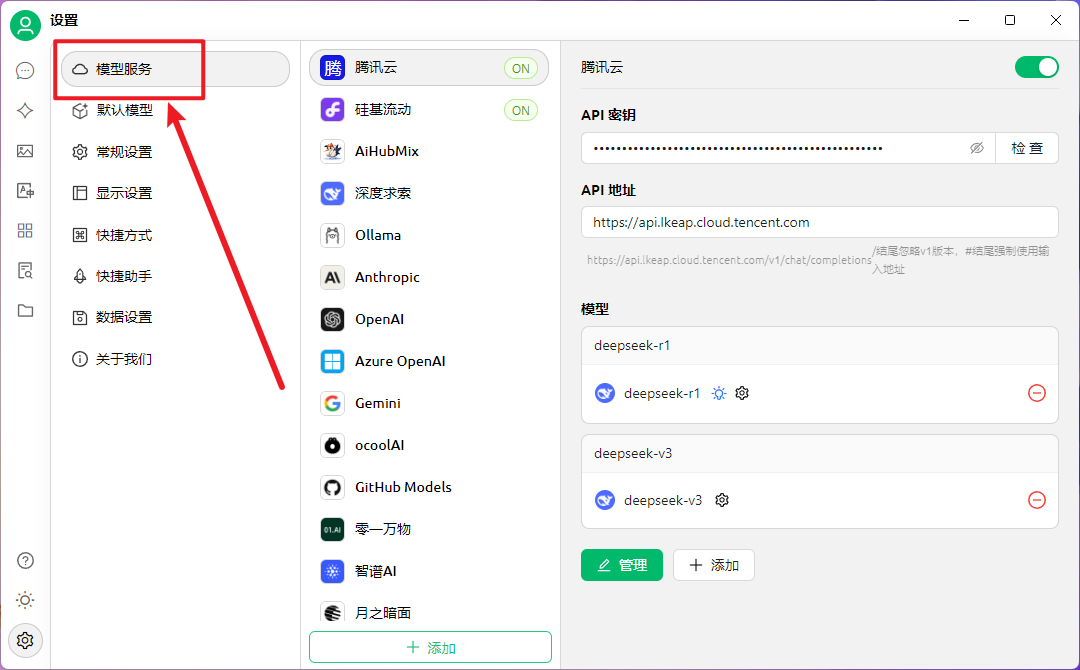 设置
模型服务
默认模型
常规设置
显示设置
快捷方式
快捷助手
数据设置
关于我们
腾 腾讯云 ON
硅基流动 ON
AiHubMix
深度求索
Ollama
Anthropic
OpenAI
Azure OpenAI
Gemini
ocoolAI
GitHub Models
01.AI 零一万物
智谱AI
月之暗面
添加
腾讯云
API 密钥
检 查
API 地址
https://api.lkeap.cloud.tencent.com
https://api.lkeap.cloud.tencent.com/v1/chat/completions
/结尾忽略v1版本，#结尾强制使用输
入地址
模型
deepseek-r1
deepseek-r1
deepseek-v3
deepseek-v3
管理
添加